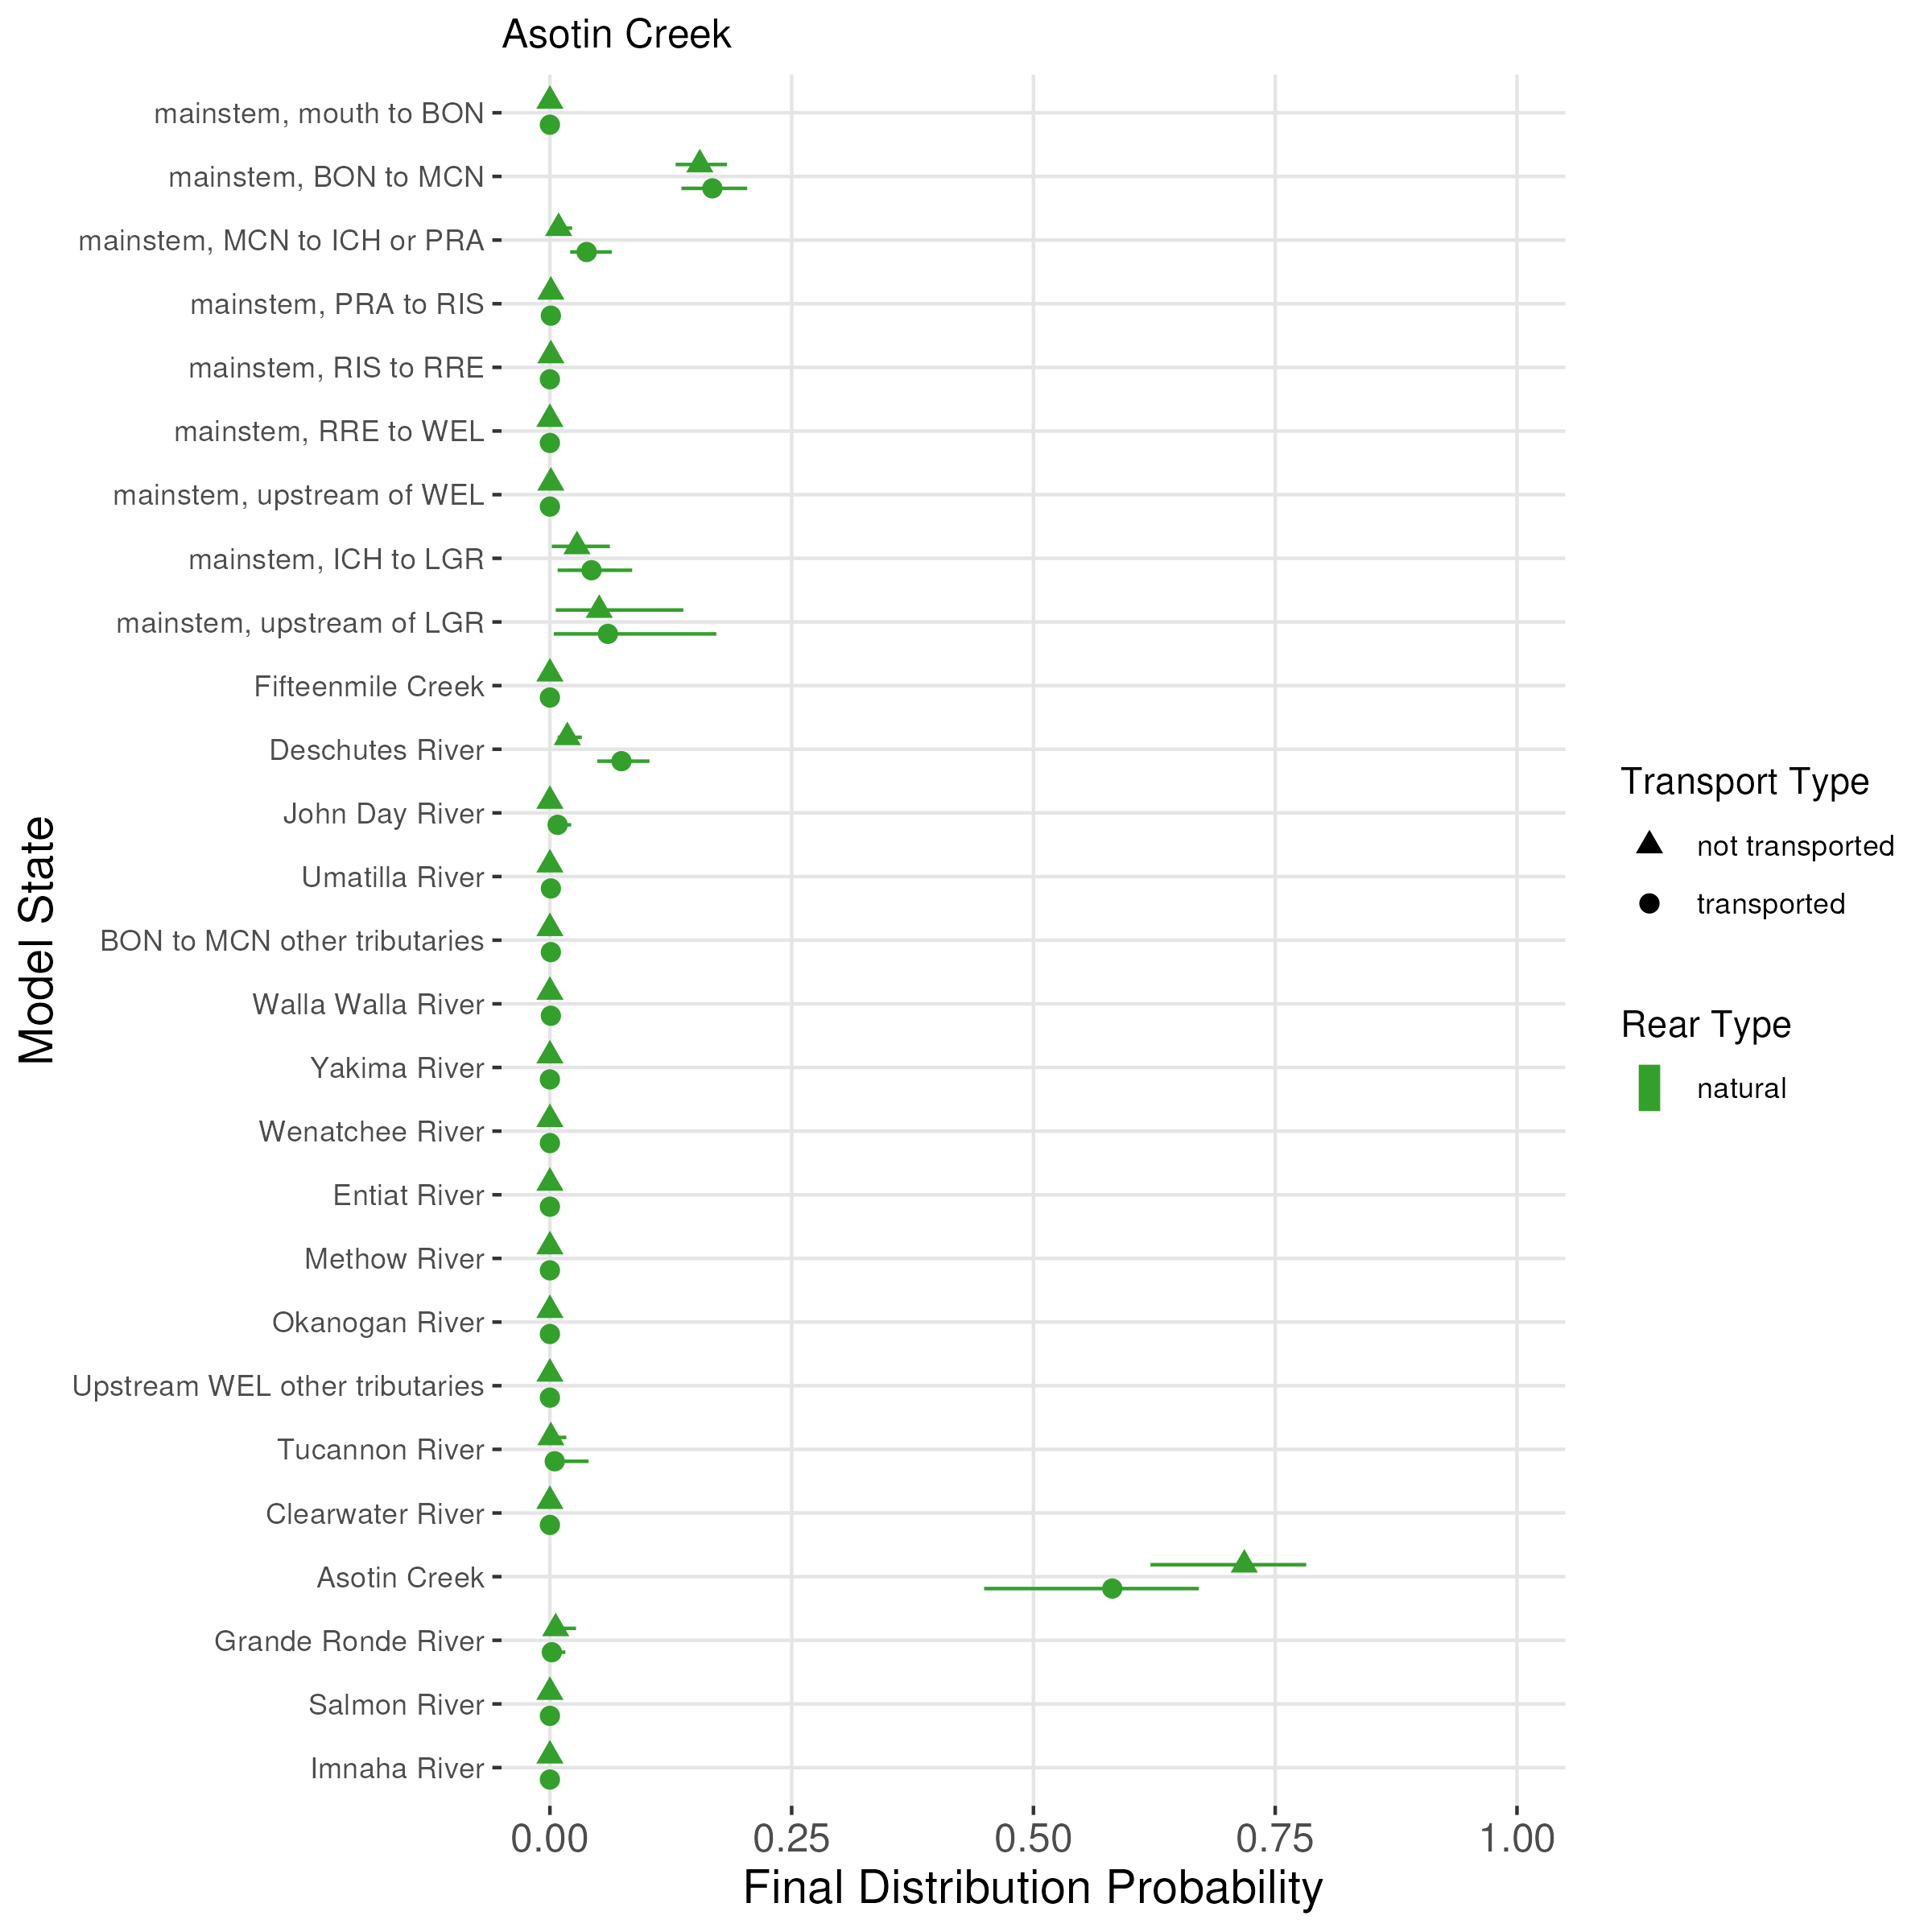 Asotin Creek
mainstem, mouth to BON
mainstem, BON to MCN
mainstem, MCN to ICH or PRA
mainstem, PRA to RIS
mainstem, RIS to RRE
mainstem, RRE to WEL
mainstem, upstream of WEL
mainstem, ICH to LGR
mainstem, upstream of LGR
Fifteenmile Creek
Deschutes River
John Day River
Umatilla River
BON to MCN other tributaries
Walla Walla River
Yakima River
Wenatchee River
Entiat River
Methow River
Okanogan River
Upstream WEL other tributaries
Tucannon River
Clearwater River
Asotin Creek
Grande Ronde River
Salmon River
Imnaha River
Model State
0.00 0.25 0.50 0.75 1.00
Final Distribution Probability
Transport Type
not transported
transported
Rear Type
natural